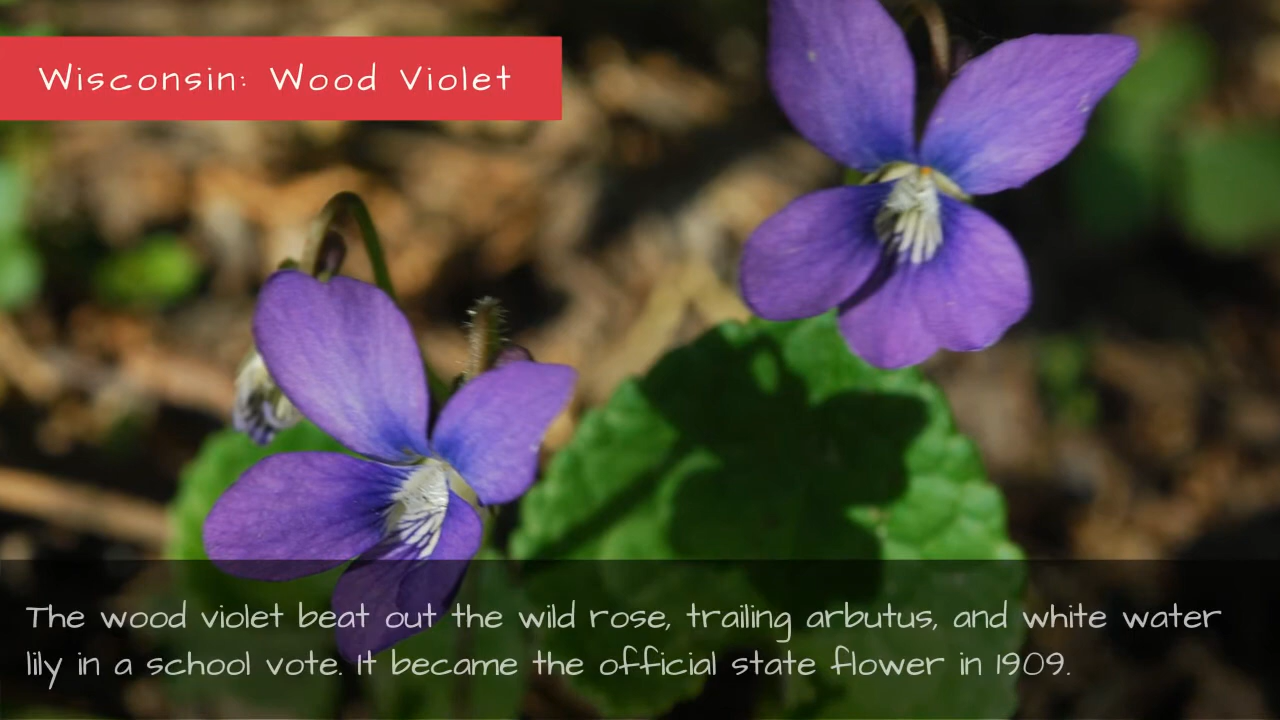 Wisconsin: Wood Violet
The wood violet beat out the wild rose, trailing arbutus, and white water
lily in a school vote. It became the official state flower in 1909.